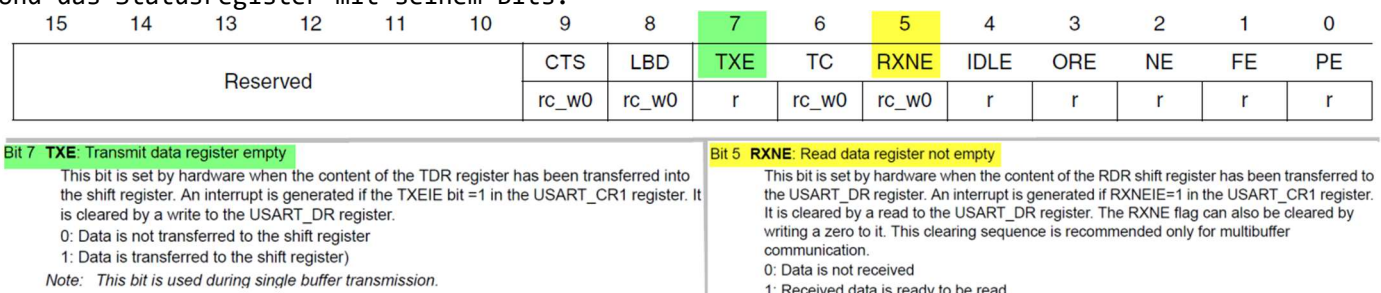 und das Statusregister mit seinem Bits:
15 14 13 12 11 10 9 8 7 6 5 4 3 2 1 0
Reserved CTS LBD TXE TC RXNE IDLE ORE NE FE PE
rc_w0 rc_w0 r rc_w0 rc_w0 r r r r r
Bit 7 TXE: Transmit data register empty
This bit is set by hardware when the content of the TDR register has been transferred into
the shift register. An interrupt is generated if the TXEIE bit =1 in the USART_CR1 register. It
is cleared by a write to the USART_DR register.
0: Data is not transferred to the shift register
1: Data is transferred to the shift register)
Note: This bit is used during single buffer transmission.
Bit 5 RXNE: Read data register not empty
This bit is set by hardware when the content of the RDR shift register has been transferred to
the USART_DR register. An interrupt is generated if RXNEIE=1 in the USART_CR1 register.
It is cleared by a read to the USART_DR register. The RXNE flag can also be cleared by
writing a zero to it. This clearing sequence is recommended only for multibuffer
communication.
0: Data is not received
1: Received data is ready to be read